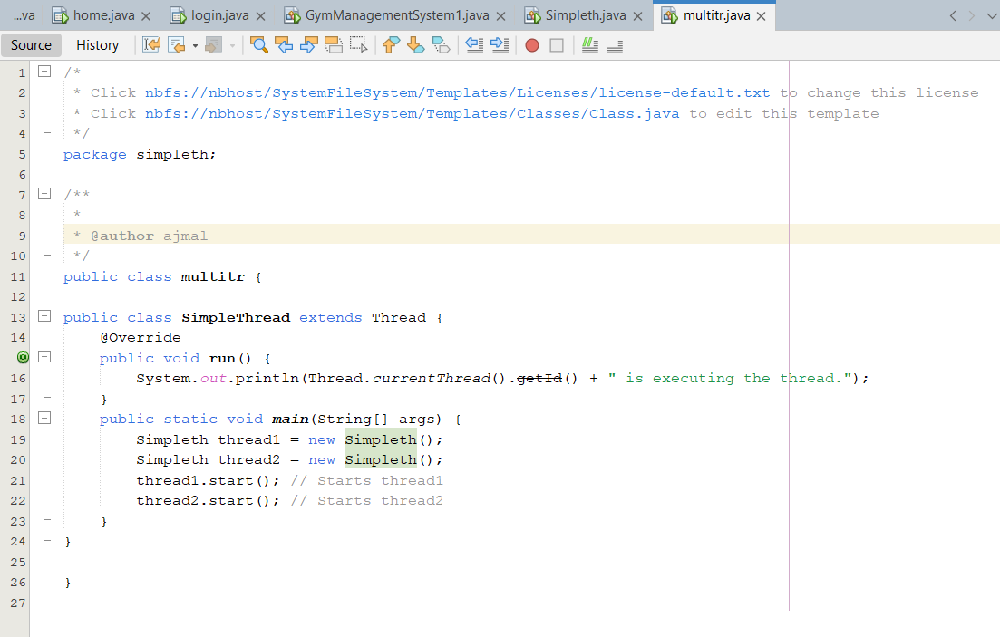 ...va home.java login.java GymManagementSystem1.java Simpleth.java multitr.java
Source History
1 /*
2 * Click nbfs://nbhost/SystemFileSystem/Templates/Licenses/license-default.txt to change this license
3 * Click nbfs://nbhost/SystemFileSystem/Templates/Classes/Class.java to edit this template
4 */
5 package simpleth;
6
7 /**
8 *
9 * @author ajmal
10 */
11 public class multitr {
12
13 public class SimpleThread extends Thread {
14 @Override
public void run() {
16 System.out.println(Thread.currentThread().getId() + " is executing the thread.");
17 }
18 public static void main(String[] args) {
19 Simpleth thread1 = new Simpleth();
20 Simpleth thread2 = new Simpleth();
21 thread1.start(); // Starts thread1
22 thread2.start(); // Starts thread2
23 }
24 }
25
26 }
27